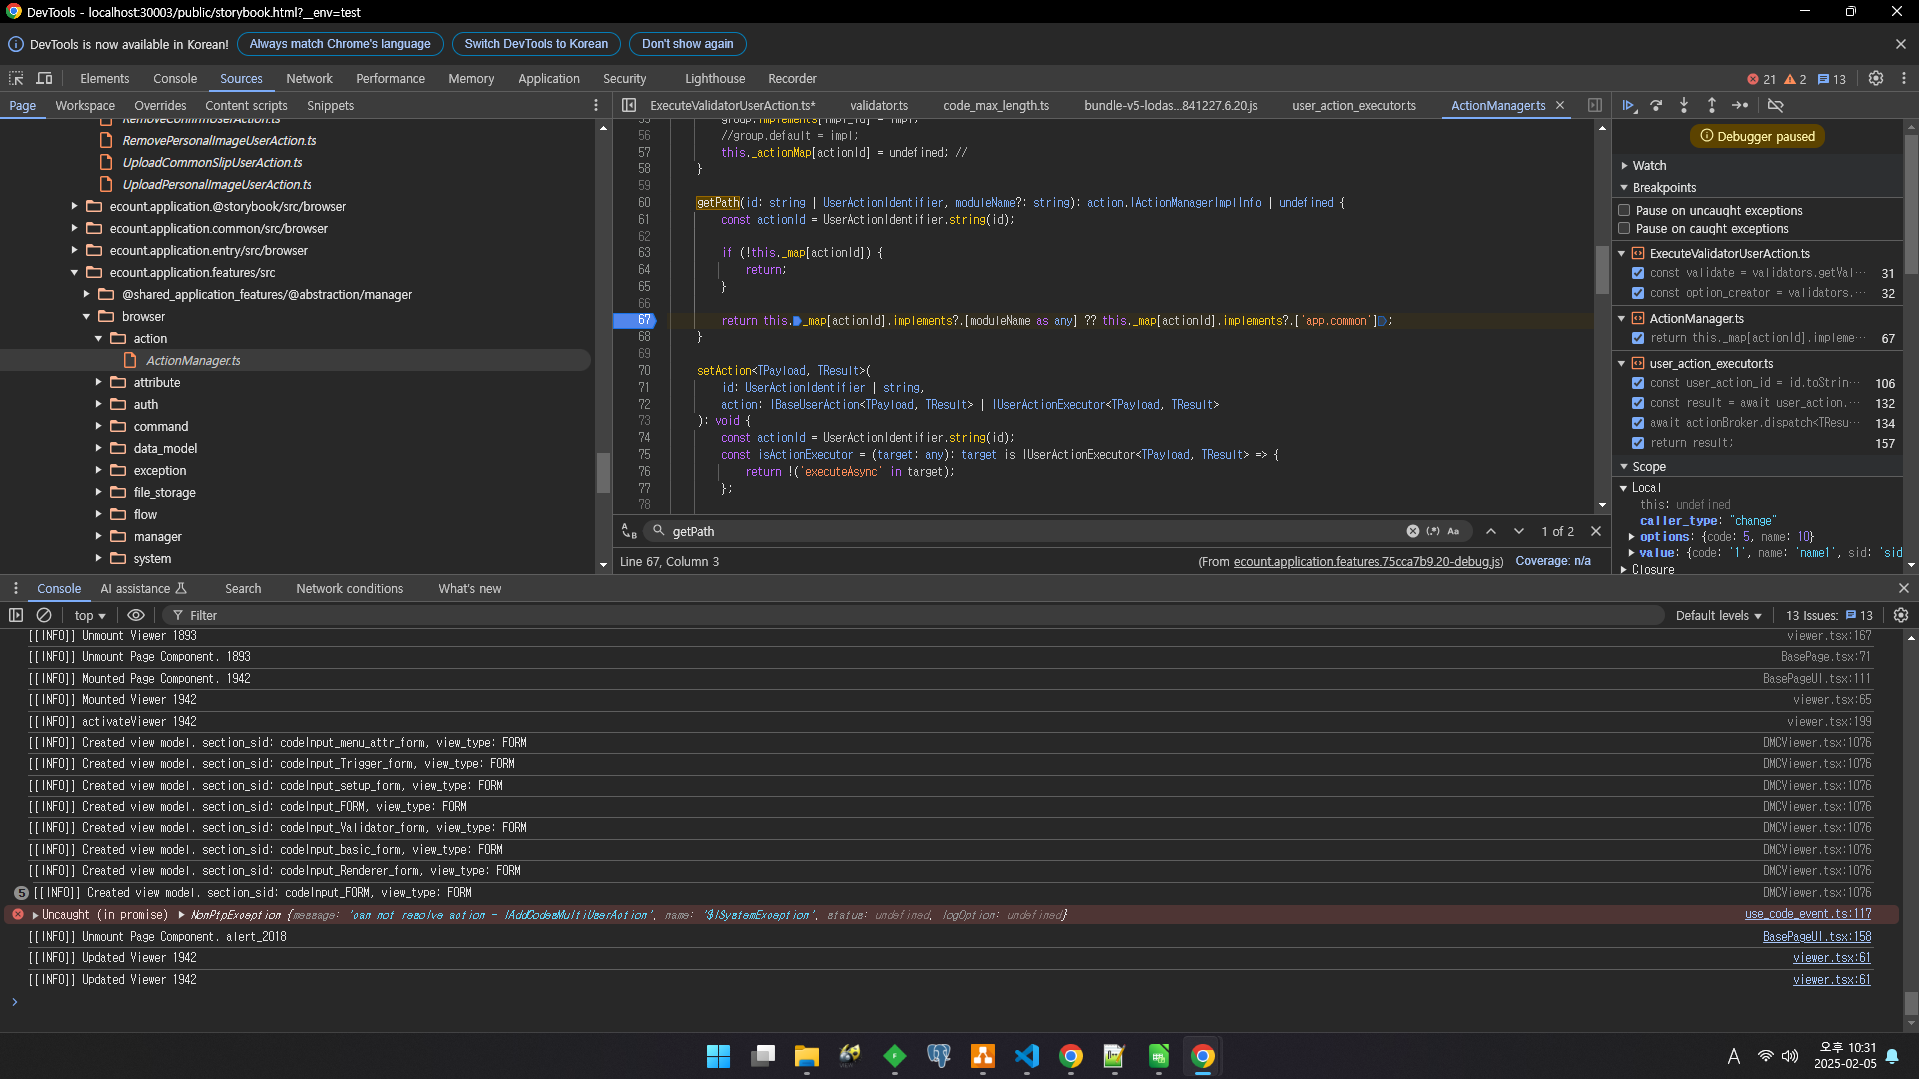 DevTools - localhost:30003/public/storybook.html?__env=test
DevTools is now available in Korean! Always match Chrome's language Switch DevTools to Korean Don't show again
Elements Console Sources Network Performance Memory Application Security Lighthouse Recorder 21 2 13
Page Workspace Overrides Content scripts Snippets
RemoveConfirmUserAction.ts
RemovePersonalImageUserAction.ts
UploadCommonSlipUserAction.ts
UploadPersonalImageUserAction.ts
ecount.application.@storybook/src/browser
ecount.application.common/src/browser
ecount.application.entry/src/browser
ecount.application.features/src
@shared_application_features/@abstraction/manager
browser
action
ActionManager.ts
attribute
auth
command
data_model
exception
file_storage
flow
manager
system
ExecuteValidatorUserAction.ts* validator.ts code_max_length.ts bundle-v5-lodas...841227.6.20.js user_action_executor.ts ActionManager.ts
55 group.implements[impl_id] = impl;
56 //group.default = impl;
57 this._actionMap[actionId] = undefined; //
58 }
59
60 getPath(id: string | UserActionIdentifier, moduleName?: string): action.IActionManagerImplInfo | undefined {
61 const actionId = UserActionIdentifier.string(id);
62
63 if (!this._map[actionId]) {
64 return;
65 }
66
67 return this._map[actionId].implements?.[moduleName as any] ?? this._map[actionId].implements?.[`app.common`];
68 }
69
70 setAction<TPayload, TResult>(
71 id: UserActionIdentifier | string,
72 action: IBaseUserAction<TPayload, TResult> | IUserActionExecutor<TPayload, TResult>
73 ): void {
74 const actionId = UserActionIdentifier.string(id);
75 const isActionExecutor = (target: any): target is IUserActionExecutor<TPayload, TResult> => {
76 return !('executeAsync' in target);
77 };
78
getPath (.*) Aa 1 of 2
Line 67, Column 3 (From ecount.application.features.75cca7b9.20-debug.js) Coverage: n/a
Debugger paused
Watch
Breakpoints
Pause on uncaught exceptions
Pause on caught exceptions
ExecuteValidatorUserAction.ts
const validate = validators.getVal··· 31
const option_creator = validators.··· 32
ActionManager.ts
return this._map[actionId].impleme··· 67
user_action_executor.ts
const user_action_id = id.toStrin··· 106
const result = await user_action.··· 132
await actionBroker.dispatch<TResu··· 134
return result; 157
Scope
Local
this: undefined
caller_type: "change"
options: {code: 5, name: 10}
value: {code: '1', name: 'name1', sid: 'sid
Closure
Console AI assistance Search Network conditions What's new
top Filter Default levels 13 Issues: 13
[[INFO]] Unmount Viewer 1893 viewer.tsx:167
[[INFO]] Unmount Page Component. 1893 BasePage.tsx:71
[[INFO]] Mounted Page Component. 1942 BasePageUI.tsx:111
[[INFO]] Mounted Viewer 1942 viewer.tsx:65
[[INFO]] activateViewer 1942 viewer.tsx:199
[[INFO]] Created view model. section_sid: codeInput_menu_attr_form, view_type: FORM DMCViewer.tsx:1076
[[INFO]] Created view model. section_sid: codeInput_Trigger_form, view_type: FORM DMCViewer.tsx:1076
[[INFO]] Created view model. section_sid: codeInput_setup_form, view_type: FORM DMCViewer.tsx:1076
[[INFO]] Created view model. section_sid: codeInput_FORM, view_type: FORM DMCViewer.tsx:1076
[[INFO]] Created view model. section_sid: codeInput_Validator_form, view_type: FORM DMCViewer.tsx:1076
[[INFO]] Created view model. section_sid: codeInput_basic_form, view_type: FORM DMCViewer.tsx:1076
[[INFO]] Created view model. section_sid: codeInput_Renderer_form, view_type: FORM DMCViewer.tsx:1076
5 [[INFO]] Created view model. section_sid: codeInput_FORM, view_type: FORM DMCViewer.tsx:1076
Uncaught (in promise) NonPtpException {message: 'can not resolve action - IAddCodesMultiUserAction', name: '$ISystemException', status: undefined, logOption: undefined} use_code_event.ts:117
[[INFO]] Unmount Page Component. alert_2018 BasePageUI.tsx:158
[[INFO]] Updated Viewer 1942 viewer.tsx:61
[[INFO]] Updated Viewer 1942 viewer.tsx:61
A 오후 10:31
2025-02-05